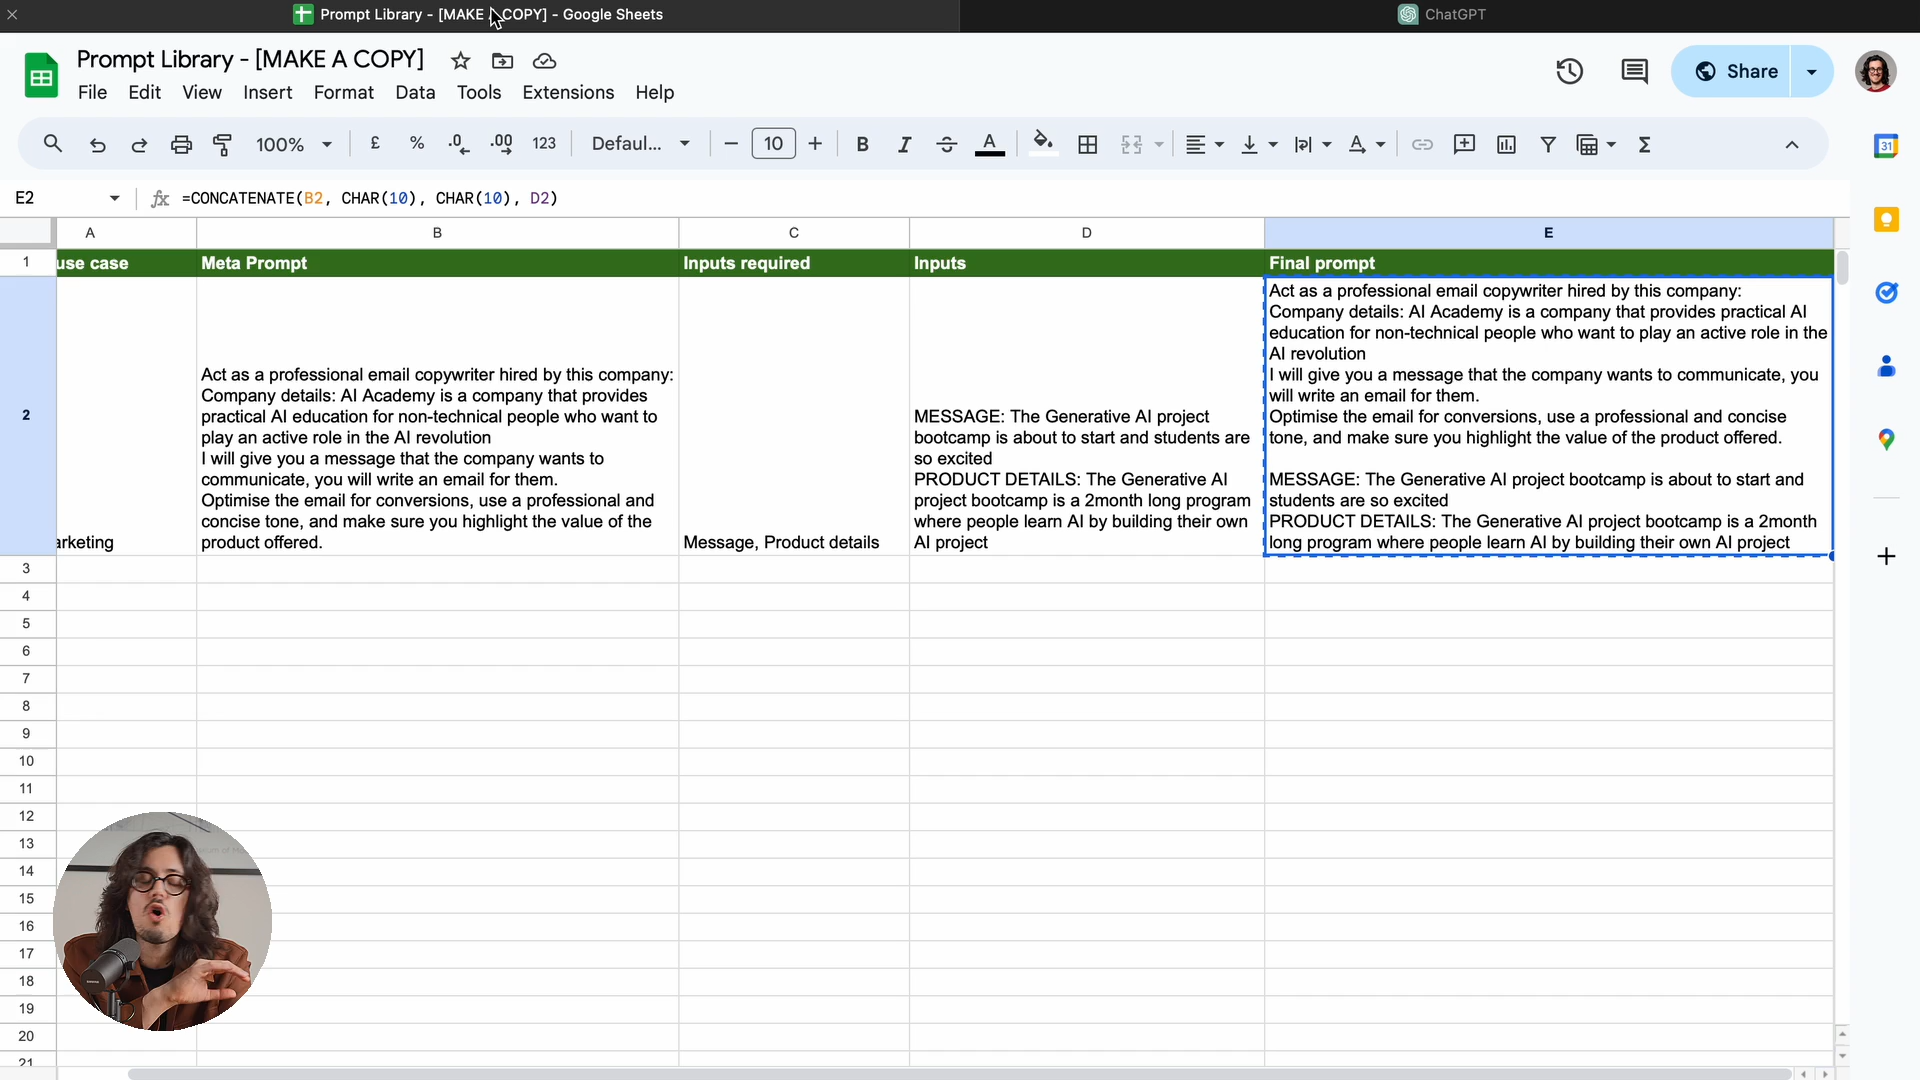 Prompt Library - [MAKE A COPY] - Google Sheets
ChatGPT
Prompt Library - [MAKE A COPY]
File Edit View Insert Format Data Tools Extensions Help
Share
100% £ % .0 .00 123 Defaul... 10 B I A A Σ
31
E2 fx =CONCATENATE(B2, CHAR(10), CHAR(10), D2)
A B C D E
1 use case Meta Prompt Inputs required Inputs Final prompt
2
arketing
Act as a professional email copywriter hired by this company:
Company details: AI Academy is a company that provides
practical AI education for non-technical people who want to
play an active role in the AI revolution
I will give you a message that the company wants to
communicate, you will write an email for them.
Optimise the email for conversions, use a professional and
concise tone, and make sure you highlight the value of the
product offered.
Message, Product details
MESSAGE: The Generative AI project
bootcamp is about to start and students are
so excited
PRODUCT DETAILS: The Generative AI
project bootcamp is a 2month long program
where people learn AI by building their own
AI project
Act as a professional email copywriter hired by this company:
Company details: AI Academy is a company that provides practical AI
education for non-technical people who want to play an active role in the
AI revolution
I will give you a message that the company wants to communicate, you
will write an email for them.
Optimise the email for conversions, use a professional and concise
tone, and make sure you highlight the value of the product offered.
MESSAGE: The Generative AI project bootcamp is about to start and
students are so excited
PRODUCT DETAILS: The Generative AI project bootcamp is a 2month
long program where people learn AI by building their own AI project
3
4
5
6
7
8
9
10
11
12
13
14
15
16
17
18
19
20
21